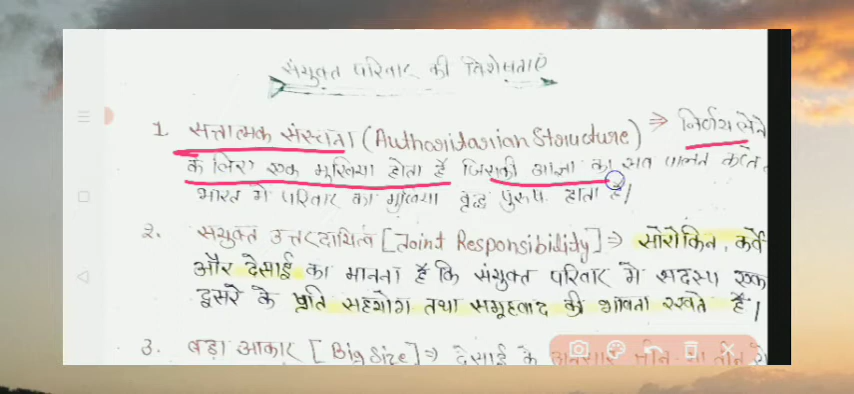 संयुक्त परिवार की विशेषताएँ
1. सत्तात्मक संरचना (Authoritarian Structure) ⇒ निर्णय लेने
के लिए एक मुखिया होता है जिसकी आज्ञा का सब पालन करते
भारत में परिवार का मुखिया वृद्ध पुरुष होता है।
2. संयुक्त उत्तरदायित्व [Joint Responsibility] ⇒ सोरोकिन, कर्वे
और देसाई का मानना है कि संयुक्त परिवार में सदस्य एक
दूसरे के प्रति सहयोग तथा समूहवाद की भावना रखते हैं।
3. बड़ा आकार [Big Size] ⇒ देसाई के अनुसार तीन या तीन से